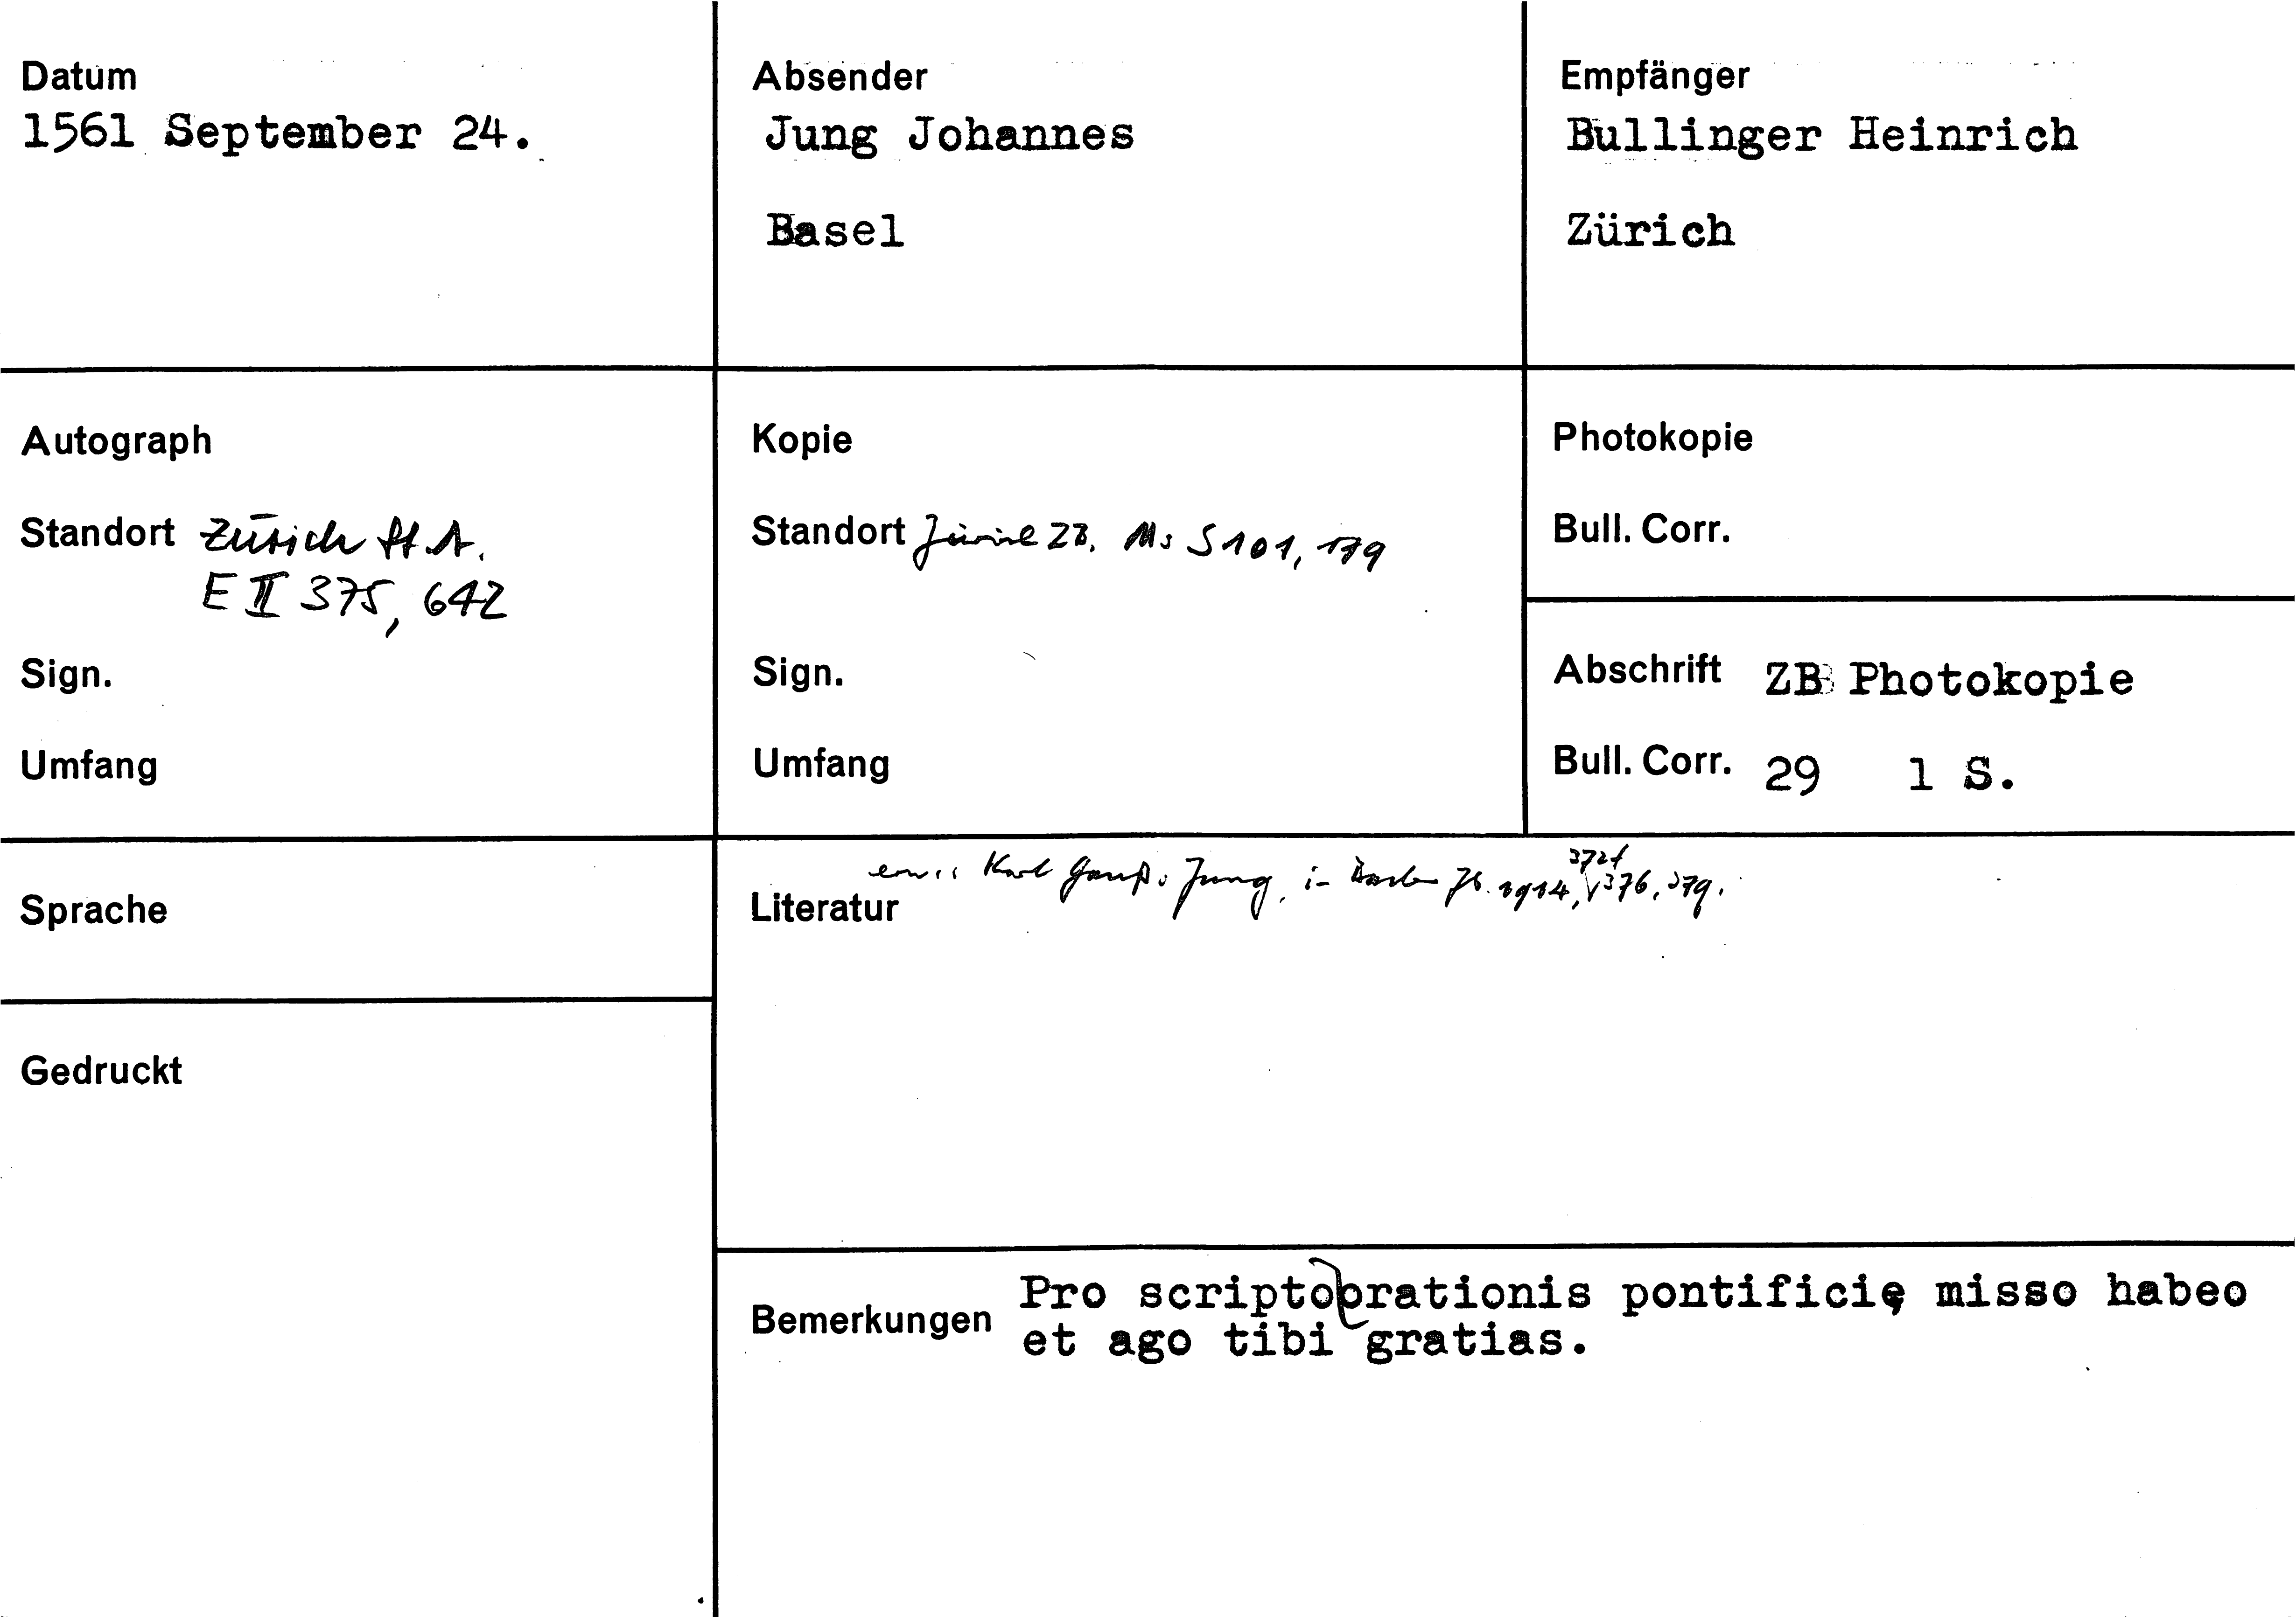 Datum
1561 September 24.
Absender
Jung Johannes
Basel
Empfänger
Bullinger Heinrich
Zürich
Autograph
Standort Zürich StA.
E II 375, 642
Sign.
Umfang
Kopie
Standort Zürich ZB. Ms S 101, 179
Sign.
Umfang
Photokopie
Bull. Corr.
Abschrift ZB Photokopie
Bull. Corr. 29 1 S.
Sprache
Gedruckt
372f
Karl Gauß: Jung, in Basler Jb. 1914, 376, 379.
Literatur
Bemerkungen
Pro scripto orationis pontificię misso habeo
et ago tibi gratias.